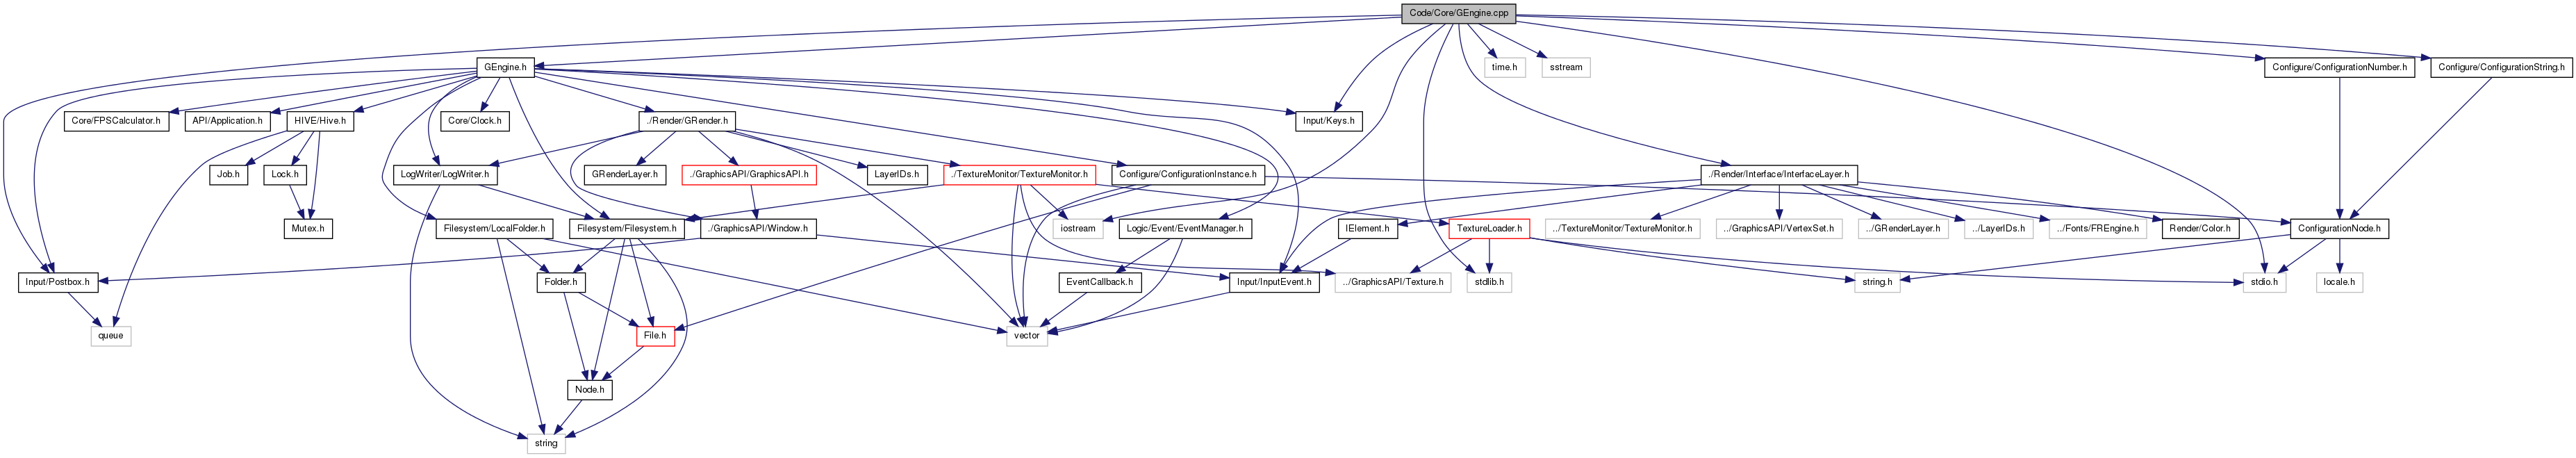 Code/Core/GEngine.cpp
GEngine.h
time.h
sstream
Configure/ConfigurationNumber.h
Configure/ConfigurationString.h
Core/FPSCalculator.h
API/Application.h
HIVE/Hive.h
Core/Clock.h
./Render/GRender.h
Input/Keys.h
Job.h
Lock.h
LogWriter/LogWriter.h
GRenderLayer.h
./GraphicsAPI/GraphicsAPI.h
LayerIDs.h
./TextureMonitor/TextureMonitor.h
Configure/ConfigurationInstance.h
./Render/Interface/InterfaceLayer.h
Mutex.h
Filesystem/LocalFolder.h
Filesystem/Filesystem.h
./GraphicsAPI/Window.h
iostream
Logic/Event/EventManager.h
IElement.h
TextureLoader.h
../TextureMonitor/TextureMonitor.h
../GraphicsAPI/VertexSet.h
../GRenderLayer.h
../LayerIDs.h
../Fonts/FREngine.h
Render/Color.h
ConfigurationNode.h
Input/Postbox.h
Folder.h
EventCallback.h
Input/InputEvent.h
../GraphicsAPI/Texture.h
stdlib.h
string.h
stdio.h
locale.h
queue
File.h
vector
Node.h
string